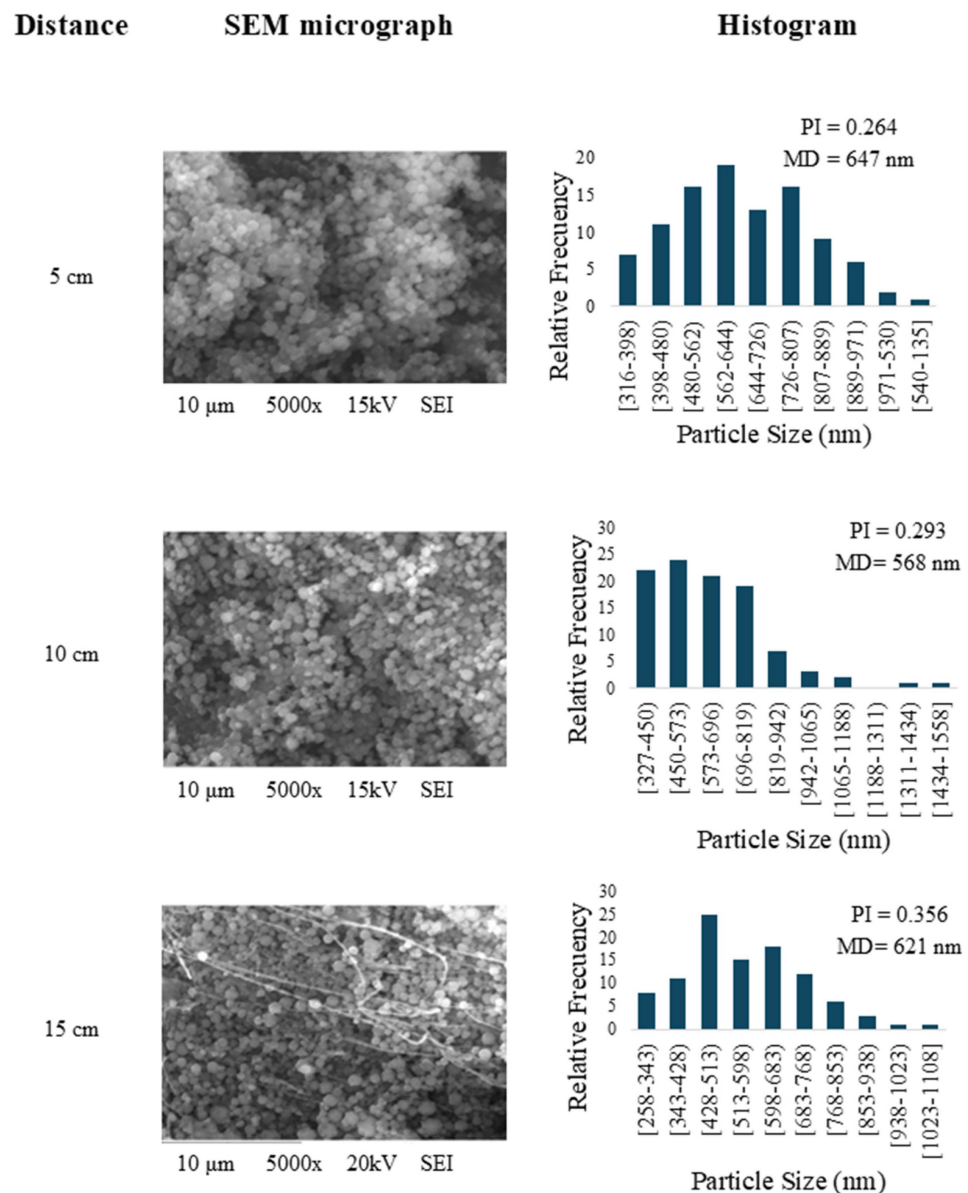 Distance SEM micrograph Histogram
5 cm
10 μm 5000x 15kV SEI
PI = 0.264
MD = 647 nm
Relative Frecuency
20
15
10
5
0
[316-398)
[398-480)
[480-562)
[562-644)
[644-726)
[726-807)
[807-889)
[889-971)
[971-530)
[540-135]
Particle Size (nm)
10 cm
10 μm 5000x 15kV SEI
PI = 0.293
MD= 568 nm
Relative Frecuency
30
25
20
15
10
5
0
[327-450)
[450-573)
[573-696)
[696-819)
[819-942)
[942-1065)
[1065-1188)
[1188-1311)
[1311-1434)
[1434-1558]
Particle Size (nm)
15 cm
10 μm 5000x 20kV SEI
PI = 0.356
MD= 621 nm
Relative Frecuency
30
25
20
15
10
5
0
[258-343)
[343-428)
[428-513)
[513-598)
[598-683)
[683-768)
[768-853)
[853-938)
[938-1023)
[1023-1108]
Particle Size (nm)